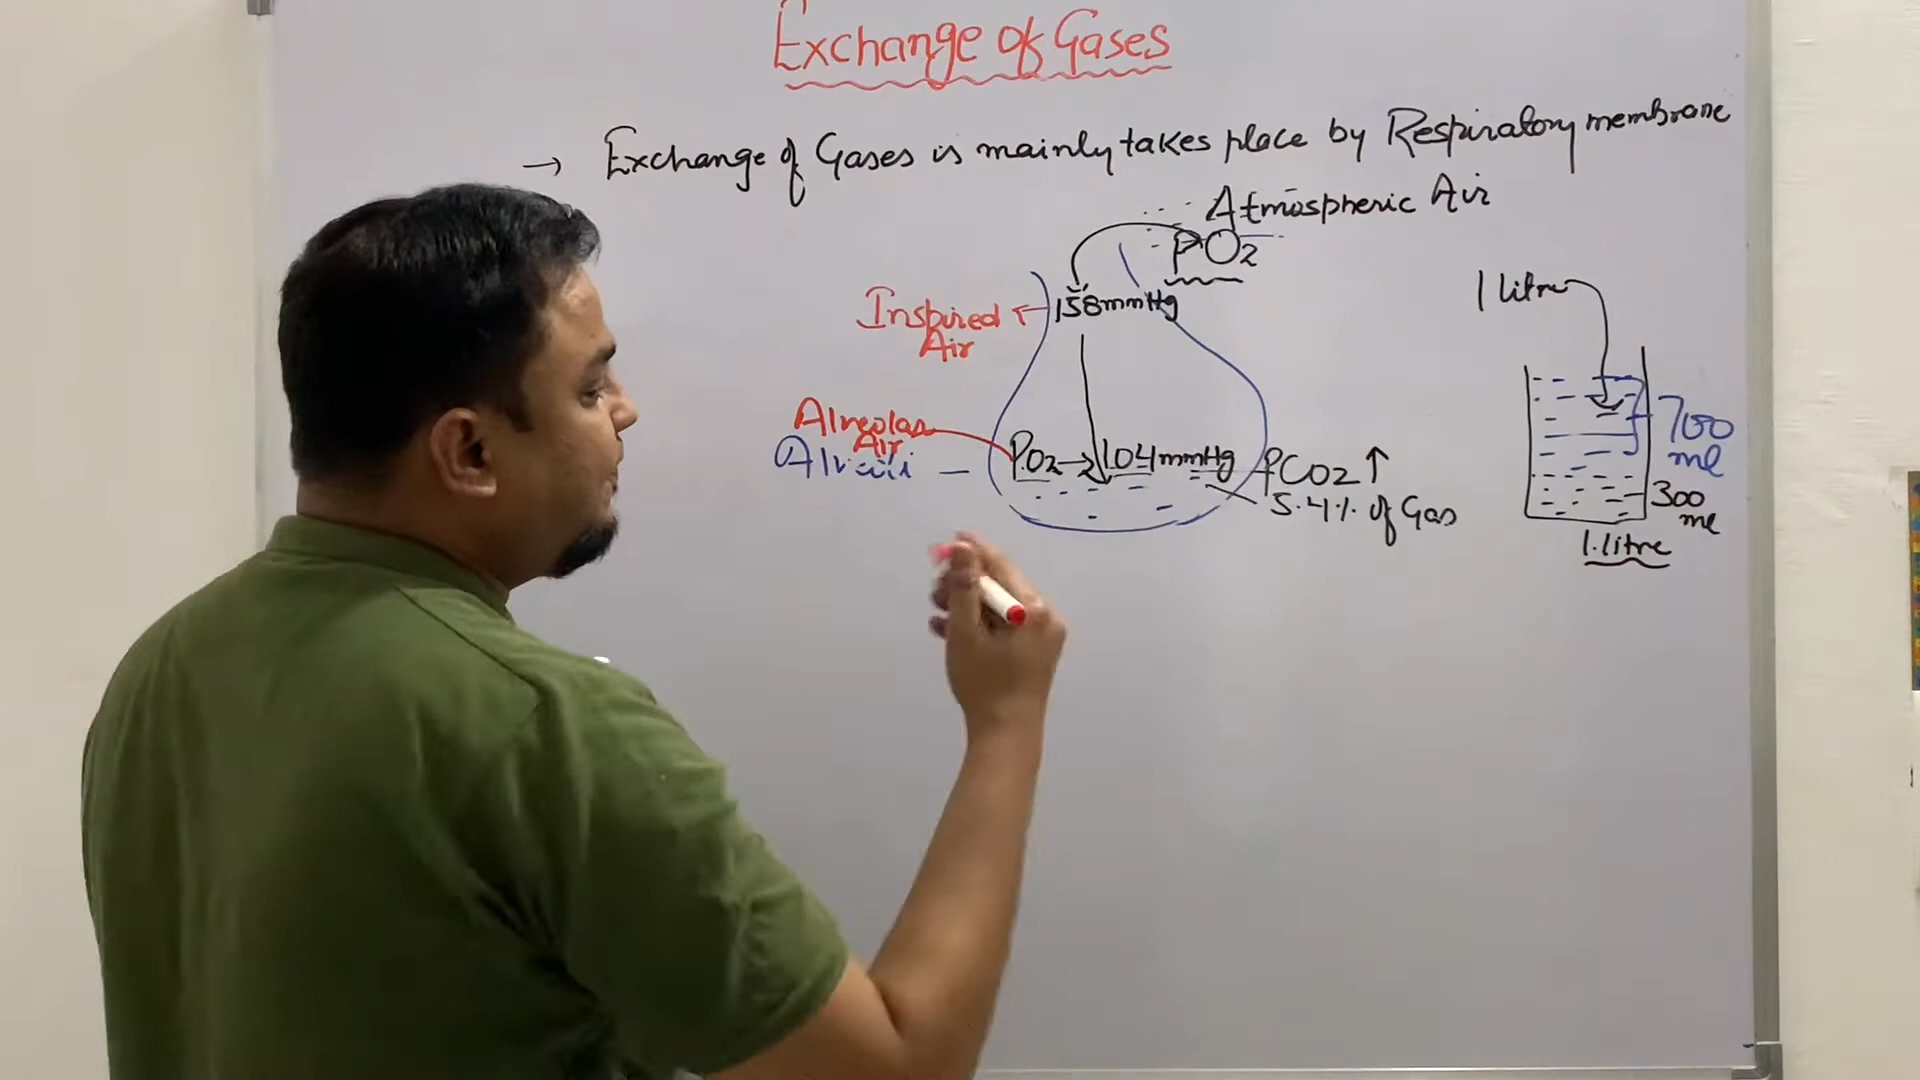 Exchange of Gases
→ Exchange of Gases is mainly takes place by Respiratory membrane
Atmospheric Air
PO2
158mmHg
Inspired Air
1 litre
Alveolar Air
PO2 → 104mmHg
PCO2 ↑
5.4% of Gas
700 ml
300 ml
1 litre